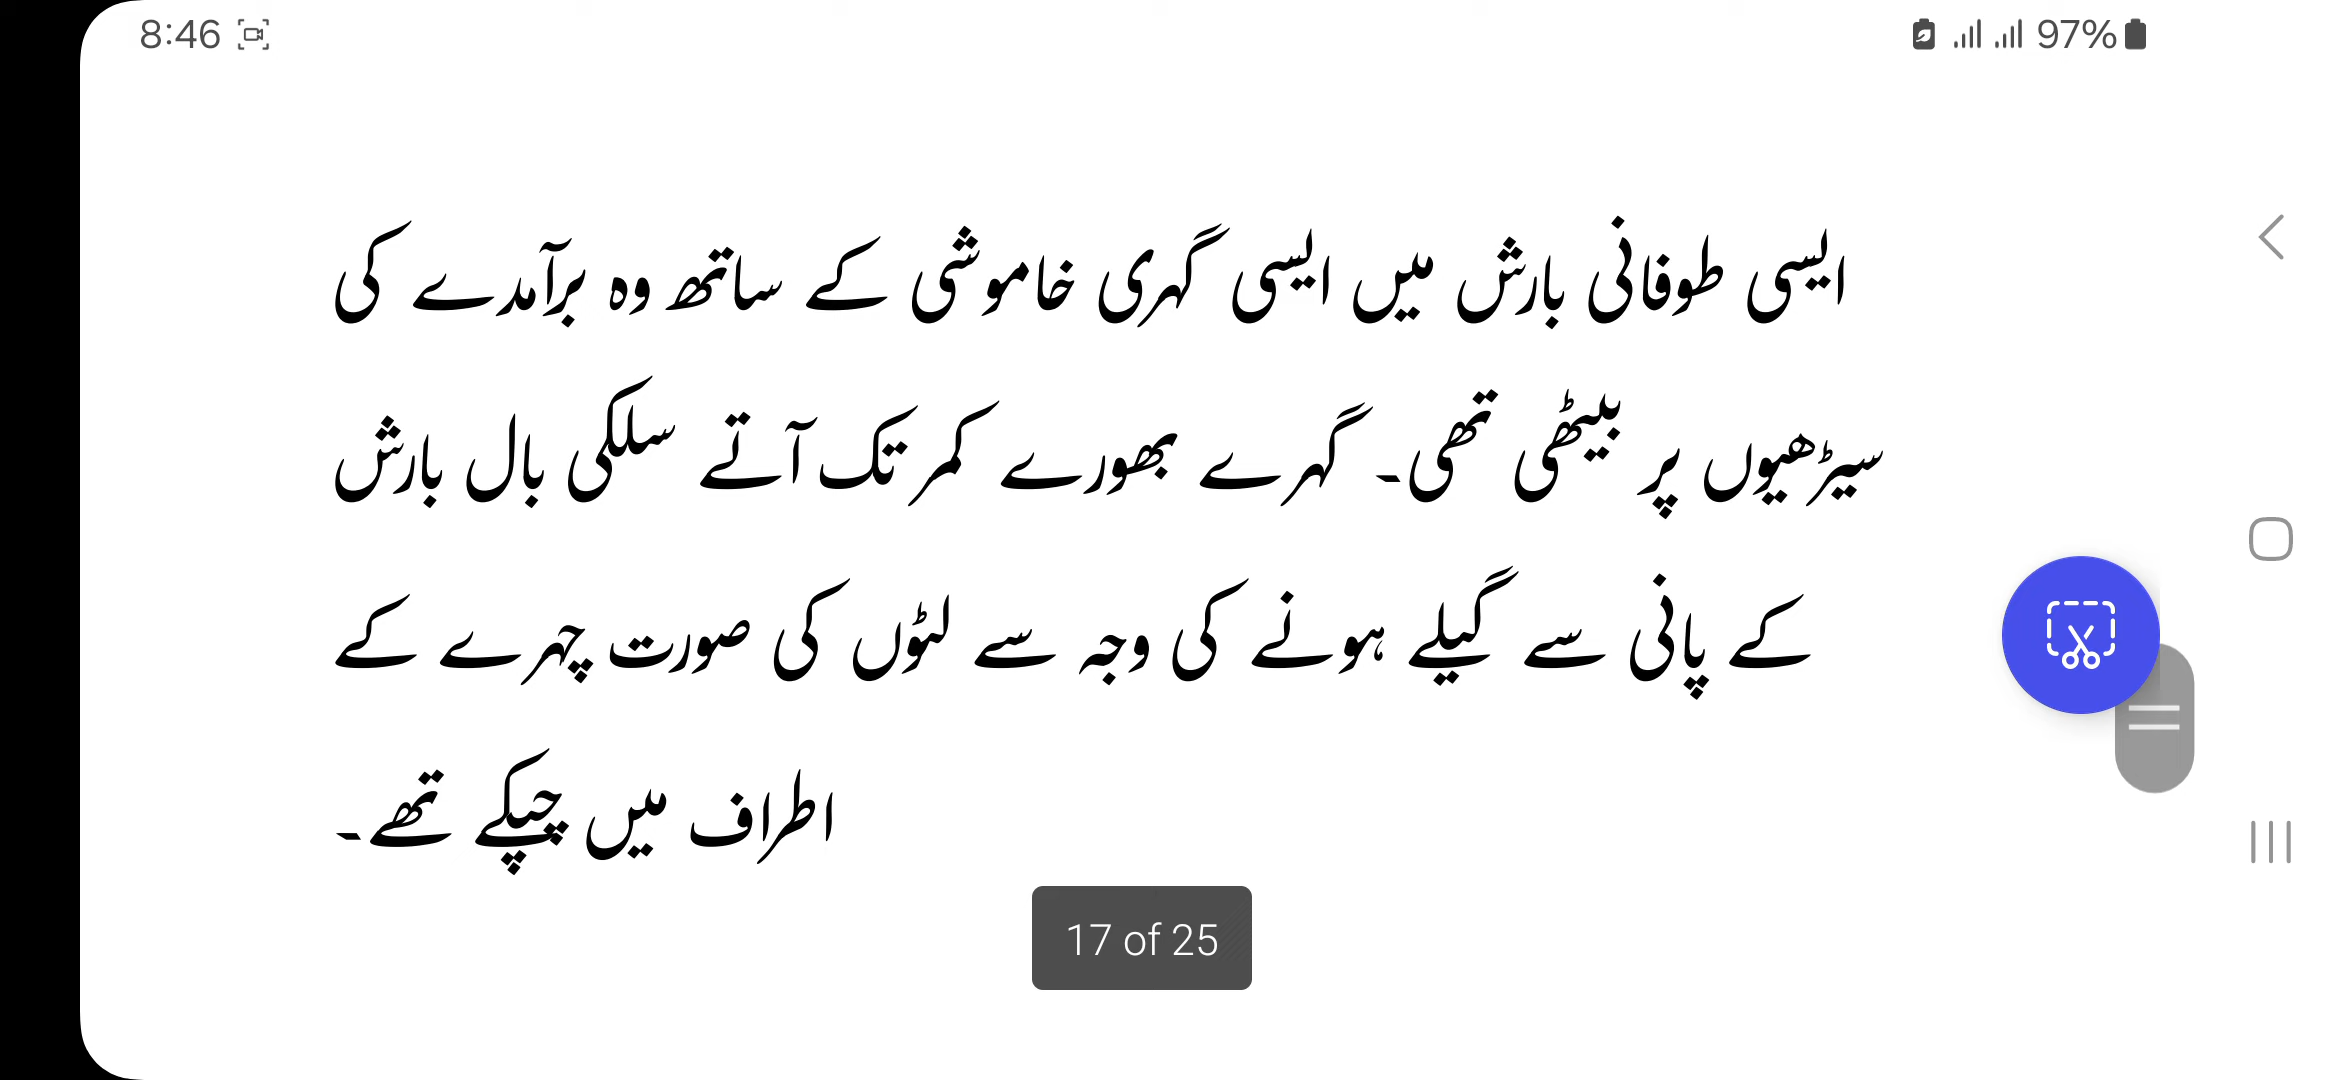 8:46
97%
ایسی طوفانی بارش میں ایسی گہری خاموشی کے ساتھ وہ برآمدے کی
سیڑھیوں پر بیٹھی تھی۔ گہرے بھورے کمر تک آتے سلکی بال بارش
کے پانی سے گیلے ہونے کی وجہ سے لٹوں کی صورت چہرے کے
اطراف میں چپکے تھے۔
17 of 25